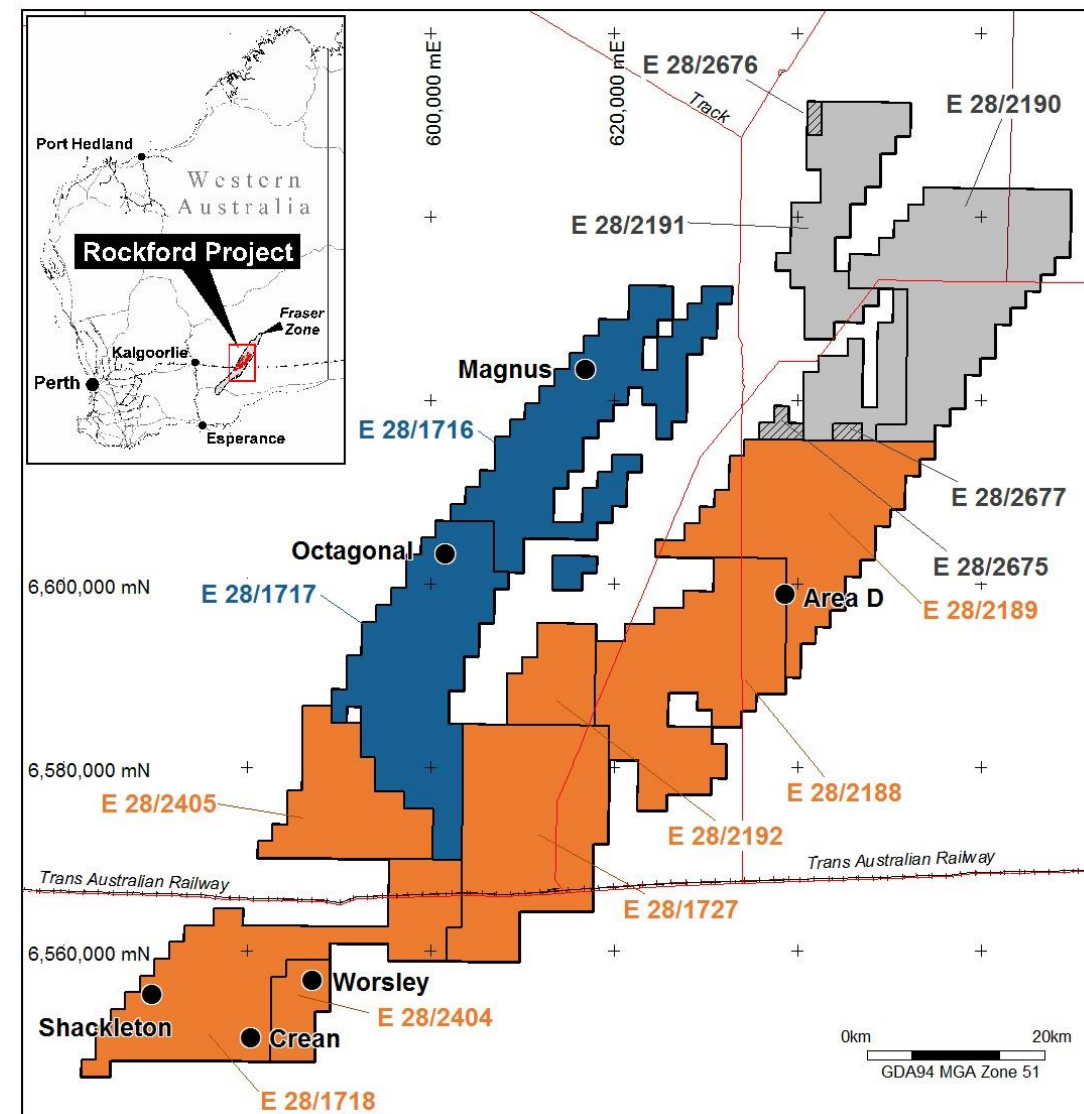 Port Hedland
Western
Australia
Rockford Project
Fraser
Zone
Kalgoorlie
Perth
Esperance
600,000 mE
620,000 mE
Track
E 28/2676
E 28/2190
E 28/2191
Magnus
E 28/1716
E 28/2677
Octagonal
E 28/2675
6,660,000 mN
E 28/1717
Area D
E 28/2189
6,580,000 mN
E 28/2405
E 28/2188
E 28/2192
Trans Australian Railway
Trans Australian Railway
E 28/1727
6,560,000 mN
Worsley
Shackleton
E 28/2404
Crean
0km
20km
GDA94 MGA Zone 51
E 28/1718